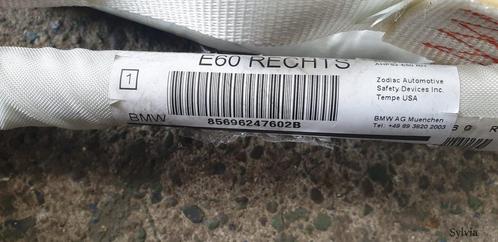 E60 RECHTS
1
Zodiac Automotive
Safety Devices Inc.
Tempe USA
BMW
85696247602B
BMW AG Muenchen
Tel: +49 89 3820 2003
Sylvia